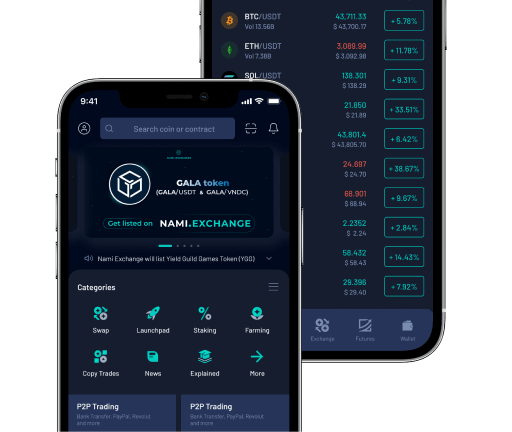 BTC/USDT 43,711.33 + 5.78%
Vol 13.56B $ 43,700.17
ETH/USDT 3,089.99 + 11.78%
Vol 7.38B $ 3,092.98
SOL/USDT 138.301 + 9.31%
$ 138.29
21.850 + 33.51%
$ 21.89
43,801.4 + 6.42%
$ 43,805.70
24.697 + 38.67%
$ 24.70
68.901 + 9.67%
$ 68.94
2.2352 + 2.84%
$ 2.24
58.432 + 14.43%
$ 58.43
29.396 + 7.92%
$ 29.40
Exchange Futures Wallet
9:41
Search coin or contract
NAMI.EXCHANGE
GALA token
(GALA/USDT & GALA/VNDC)
Get listed on NAMI.EXCHANGE
Nami Exchange will list Yield Guild Games Token (YGG)
Categories
Swap Launchpad Staking Farming
Copy Trades News Explained More
P2P Trading P2P Trading
Bank Transfer, PayPal, Revolut Bank Transfer, PayPal, Revolut
and more and more